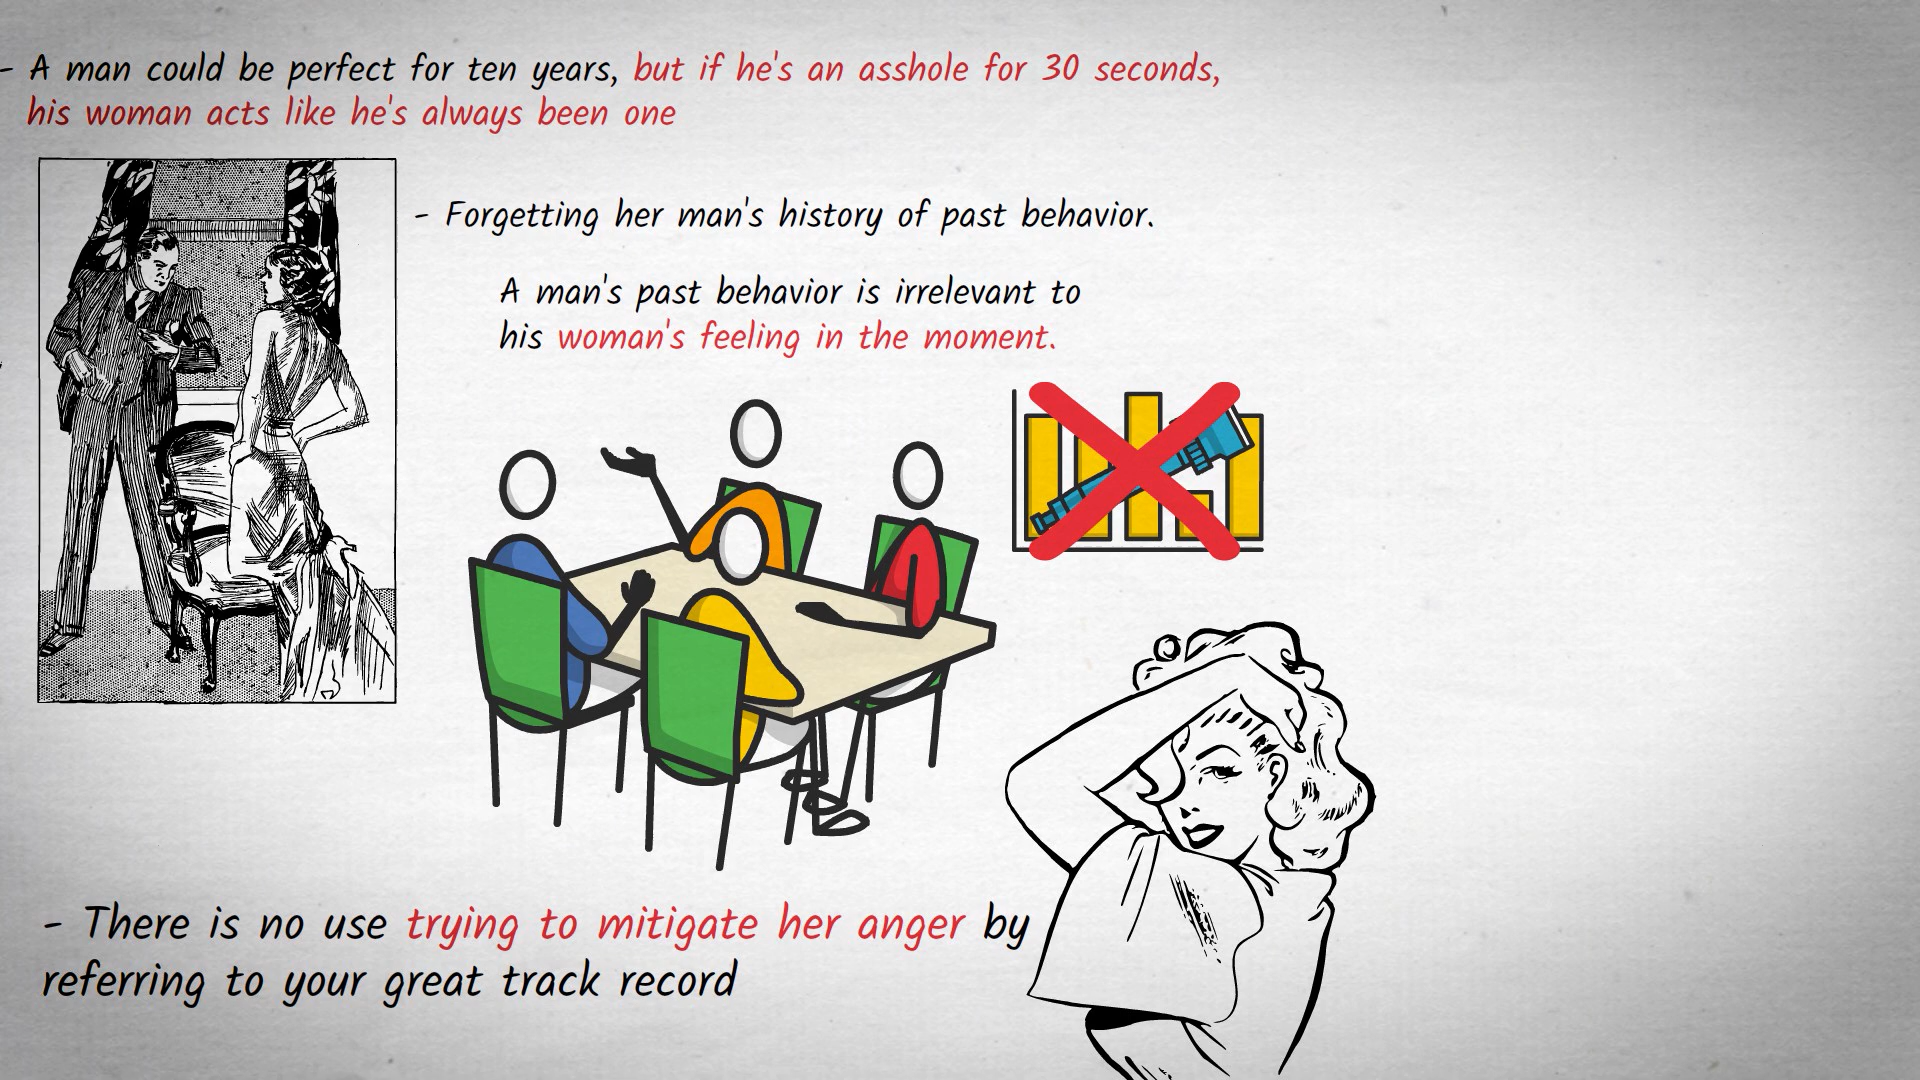 - A man could be perfect for ten years, but if he's an asshole for 30 seconds,
his woman acts like he's always been one
- Forgetting her man's history of past behavior.
A man's past behavior is irrelevant to
his woman's feeling in the moment.
- There is no use trying to mitigate her anger by
referring to your great track record